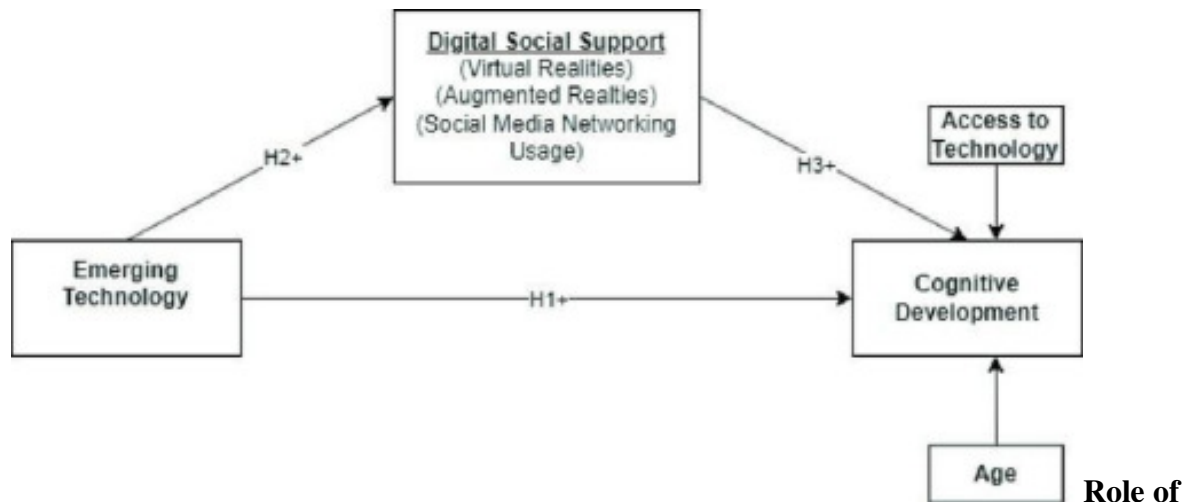 Digital Social Support
(Virtual Realities)
(Augmented Realties)
(Social Media Networking
Usage)
Access to
Technology
H2+
H3+
Emerging
Technology
H1+
Cognitive
Development
Age
Role of